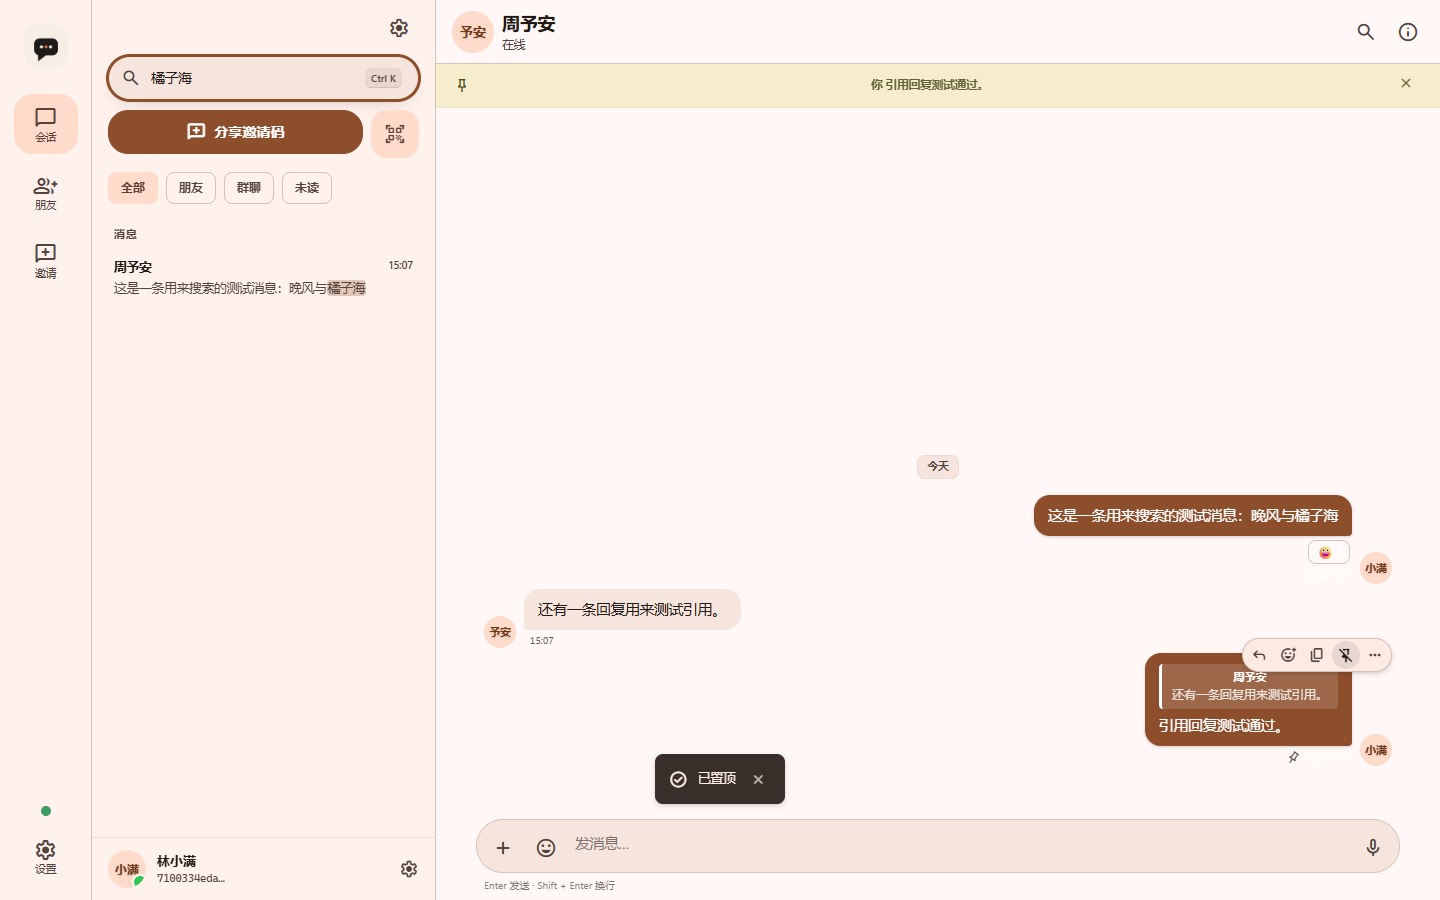 会话
朋友
邀请
设置
橘子海
Ctrl K
分享邀请码
全部
朋友
群聊
未读
消息
周予安
15:07
这是一条用来搜索的测试消息：晚风与橘子海
小满
林小满
7100334eda…
予安
周予安
在线
你 引用回复测试通过。
今天
这是一条用来搜索的测试消息：晚风与橘子海
小满
还有一条回复用来测试引用。
予安
15:07
周予安
还有一条回复用来测试引用。
引用回复测试通过。
小满
已置顶
发消息...
Enter 发送 · Shift + Enter 换行